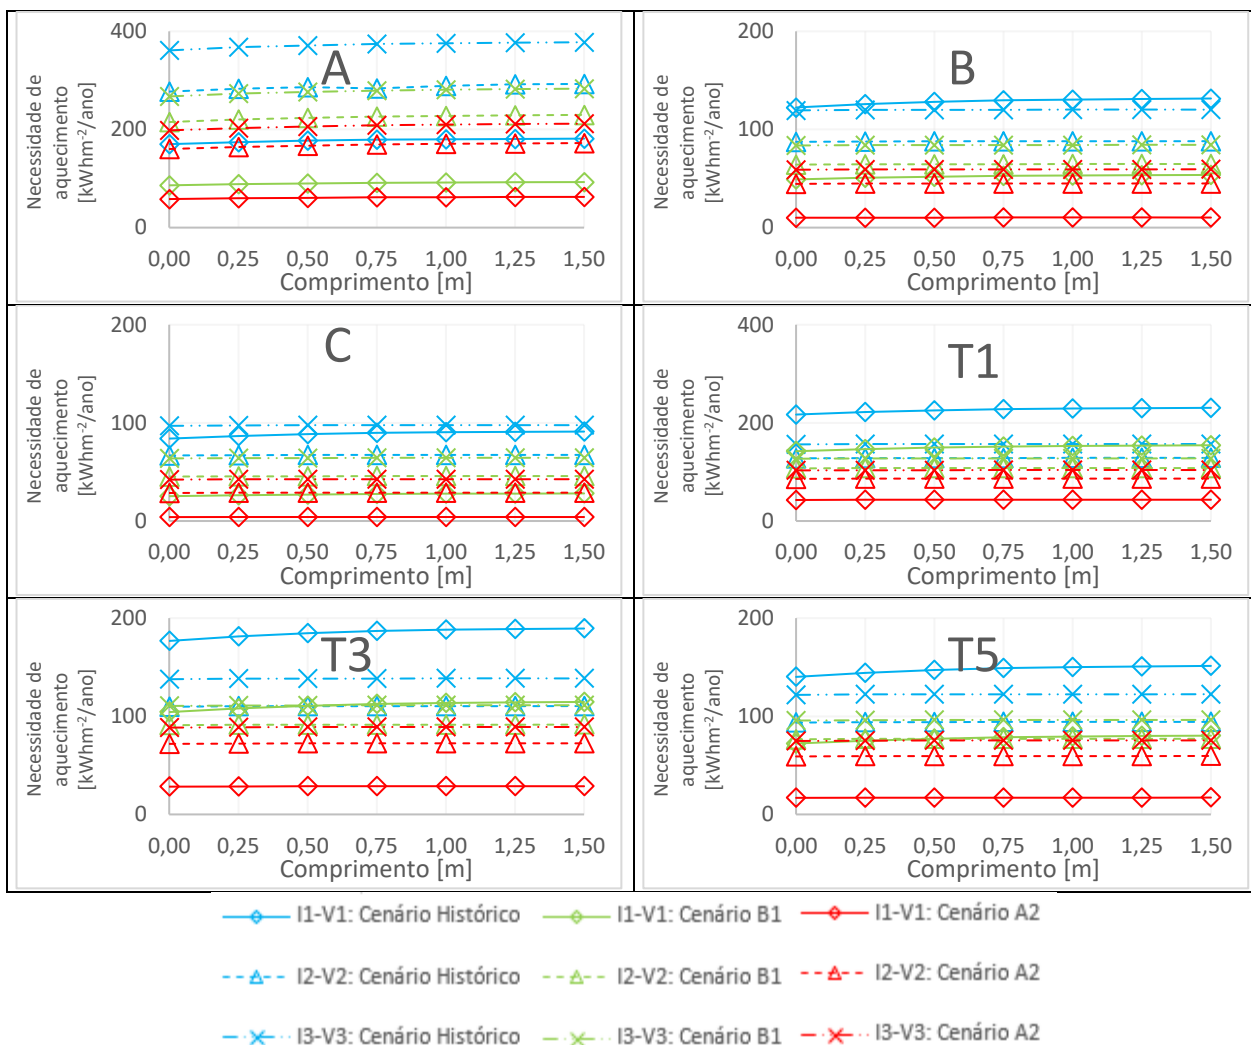 A
400
200
0
Necessidade de
aquecimento
[kWhm⁻²/ano]
0,00 0,25 0,50 0,75 1,00 1,25 1,50
Comprimento [m]
B
200
100
0
Necessidade de
aquecimento
[kWhm⁻²/ano]
0,00 0,25 0,50 0,75 1,00 1,25 1,50
Comprimento [m]
C
200
100
0
Necessidade de
aquecimento
[kWhm⁻²/ano]
0,00 0,25 0,50 0,75 1,00 1,25 1,50
Comprimento [m]
T1
400
200
0
Necessidade de
aquecimento
[kWhm⁻²/ano]
0,00 0,25 0,50 0,75 1,00 1,25 1,50
Comprimento [m]
T3
200
100
0
Necessidade de
aquecimento
[kWhm⁻²/ano]
0,00 0,25 0,50 0,75 1,00 1,25 1,50
Comprimento [m]
T5
200
100
0
Necessidade de
aquecimento
[kWhm⁻²/ano]
0,00 0,25 0,50 0,75 1,00 1,25 1,50
Comprimento [m]
I1-V1: Cenário Histórico I1-V1: Cenário B1 I1-V1: Cenário A2
I2-V2: Cenário Histórico I2-V2: Cenário B1 I2-V2: Cenário A2
I3-V3: Cenário Histórico I3-V3: Cenário B1 I3-V3: Cenário A2